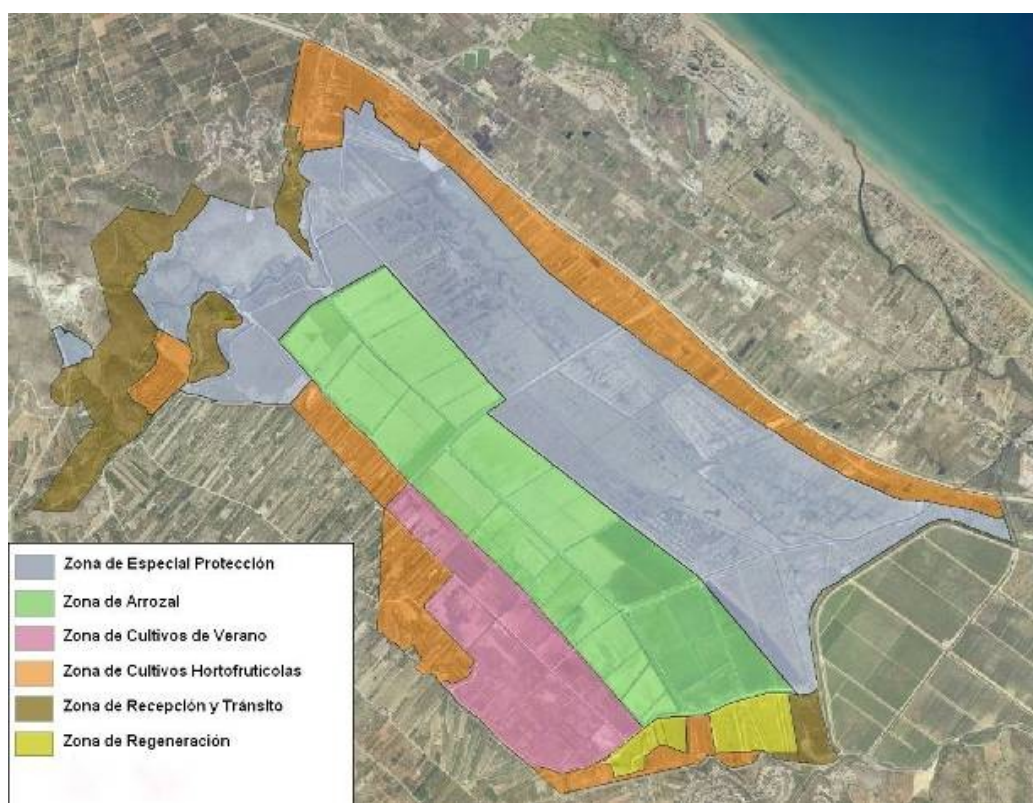 Zona de Especial Protección
Zona de Arrozal
Zona de Cultivos de Verano
Zona de Cultivos Hortofruticolas
Zona de Recepción y Tránsito
Zona de Regeneración